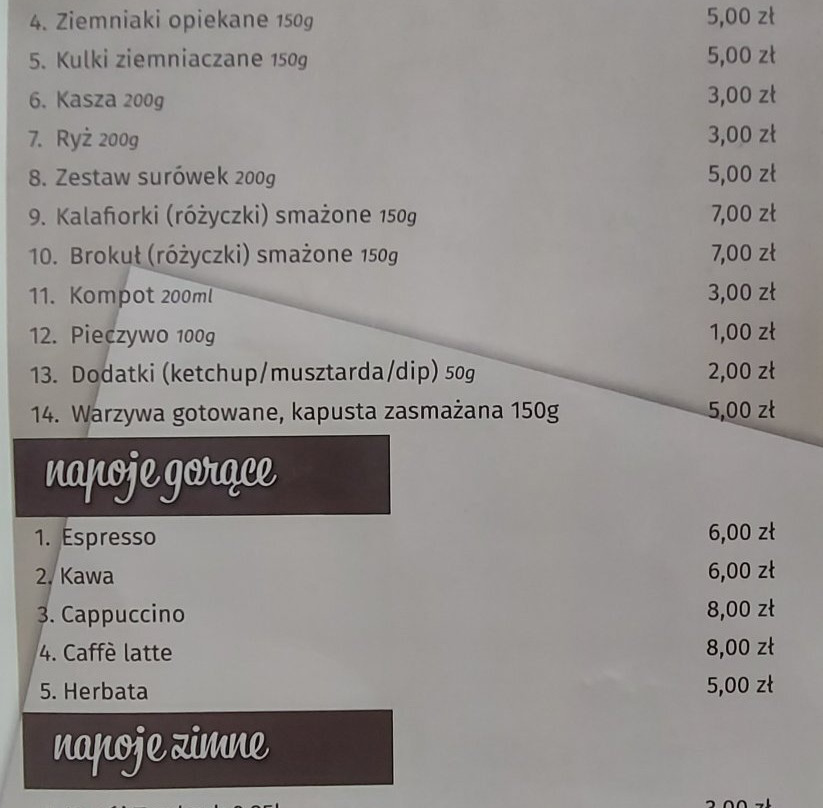 4. Ziemniaki opiekane 150g 5,00 zł
5. Kulki ziemniaczane 150g 5,00 zł
6. Kasza 200g 3,00 zł
7. Ryż 200g 3,00 zł
8. Zestaw surówek 200g 5,00 zł
9. Kalafiorki (różyczki) smażone 150g 7,00 zł
10. Brokuł (różyczki) smażone 150g 7,00 zł
11. Kompot 200ml 3,00 zł
12. Pieczywo 100g 1,00 zł
13. Dodatki (ketchup/musztarda/dip) 50g 2,00 zł
14. Warzywa gotowane, kapusta zasmażana 150g 5,00 zł
napoje gorące
1. Espresso 6,00 zł
2. Kawa 6,00 zł
3. Cappuccino 8,00 zł
4. Caffè latte 8,00 zł
5. Herbata 5,00 zł
napoje zimne